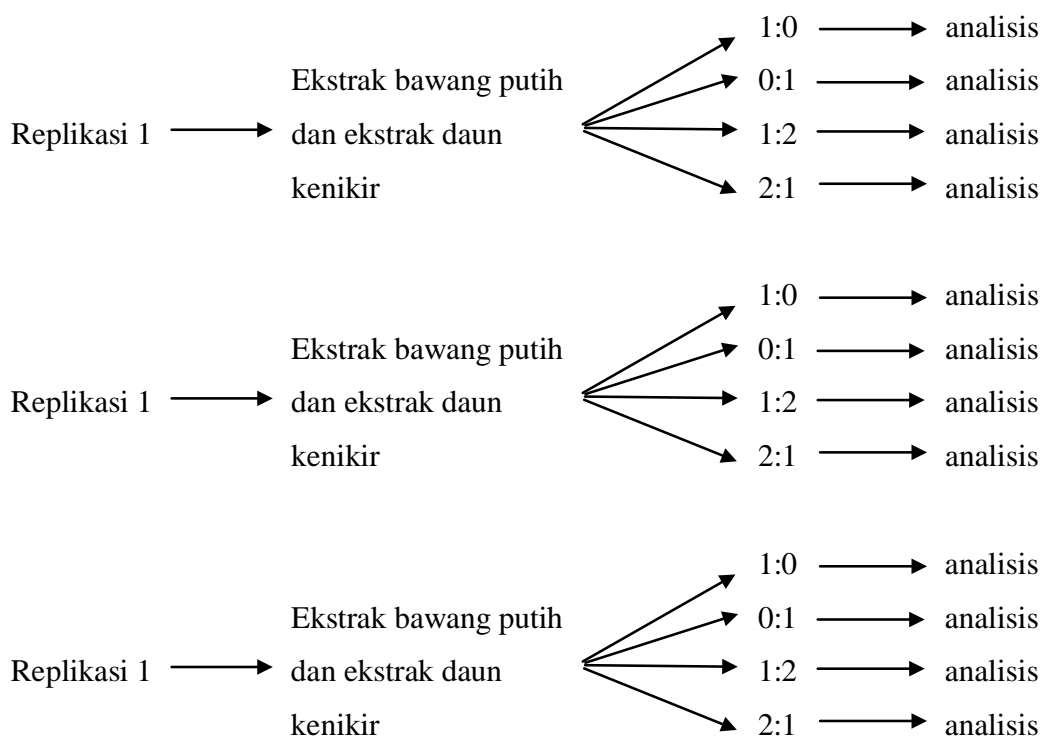 1:0 analisis
Ekstrak bawang putih 0:1 analisis
Replikasi 1 dan ekstrak daun 1:2 analisis
kenikir 2:1 analisis
1:0 analisis
Ekstrak bawang putih 0:1 analisis
Replikasi 1 dan ekstrak daun 1:2 analisis
kenikir 2:1 analisis
1:0 analisis
Ekstrak bawang putih 0:1 analisis
Replikasi 1 dan ekstrak daun 1:2 analisis
kenikir 2:1 analisis